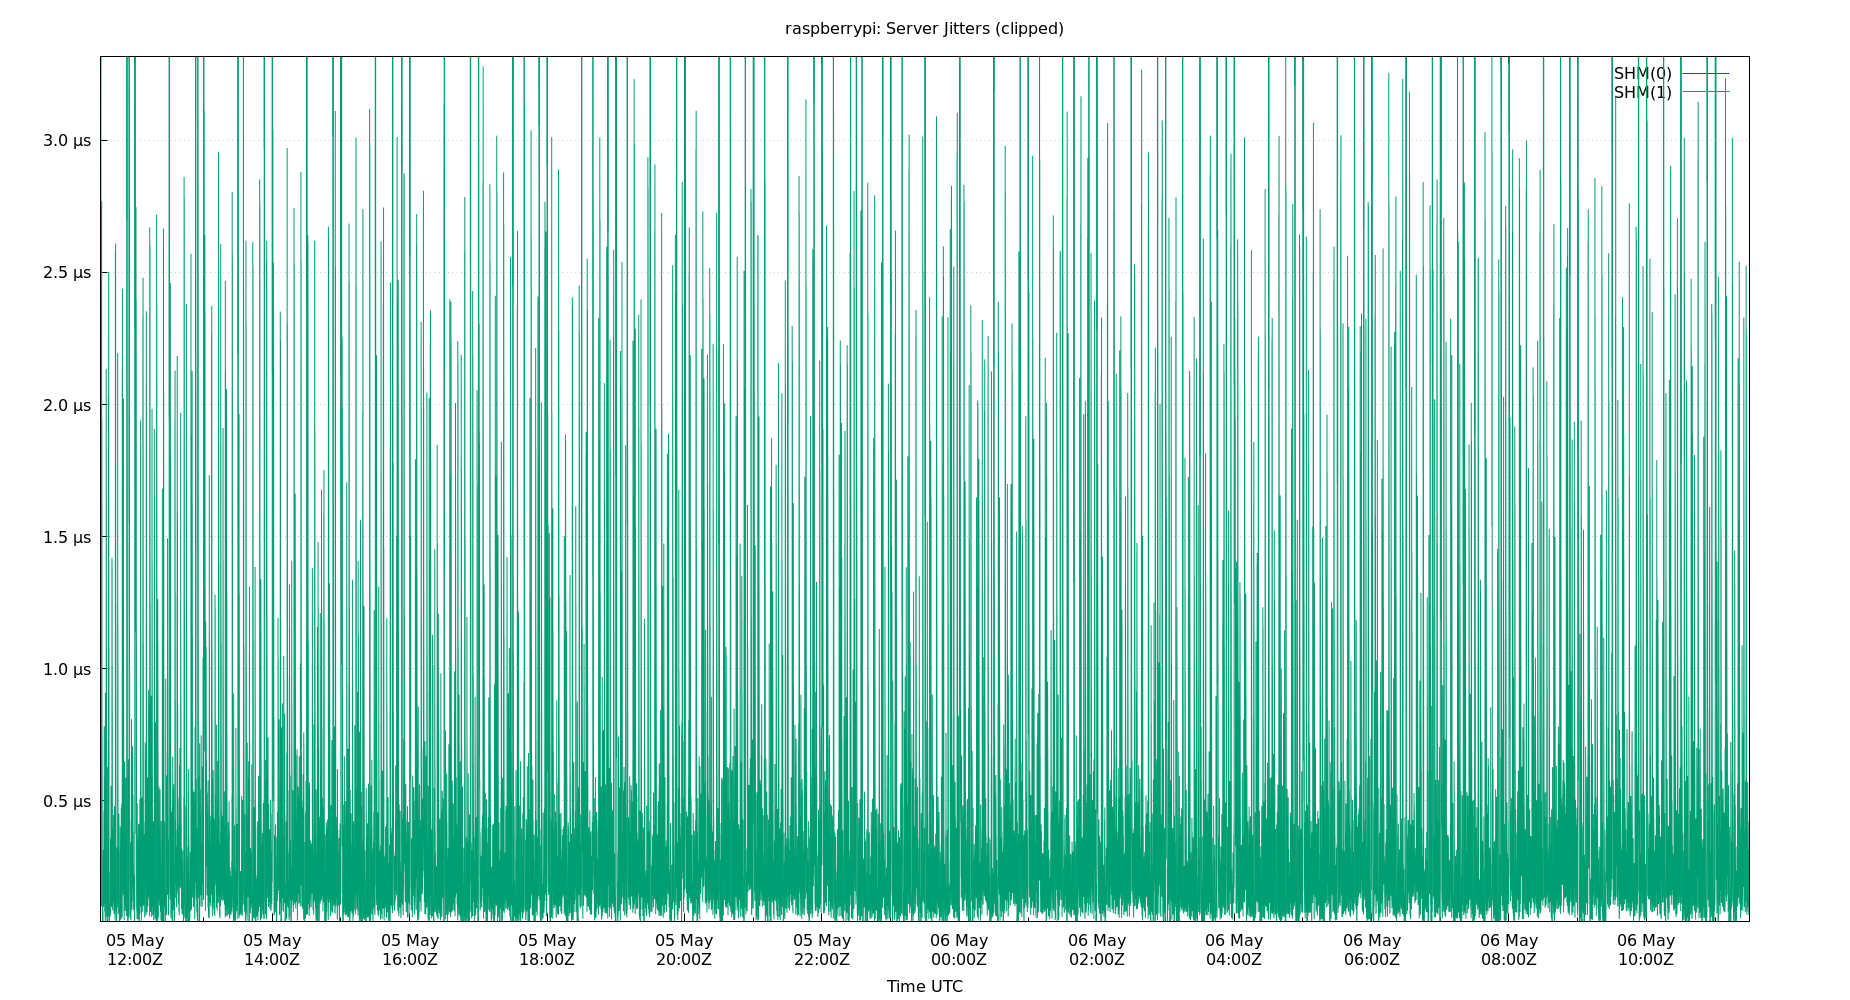 raspberrypi: Server Jitters (clipped)
SHM(0)
SHM(1)
3.0 µs
2.5 µs
2.0 µs
1.5 µs
1.0 µs
0.5 µs
05 May 05 May 05 May 05 May 05 May 05 May 06 May 06 May 06 May 06 May 06 May 06 May
12:00Z 14:00Z 16:00Z 18:00Z 20:00Z 22:00Z 00:00Z 02:00Z 04:00Z 06:00Z 08:00Z 10:00Z
Time UTC